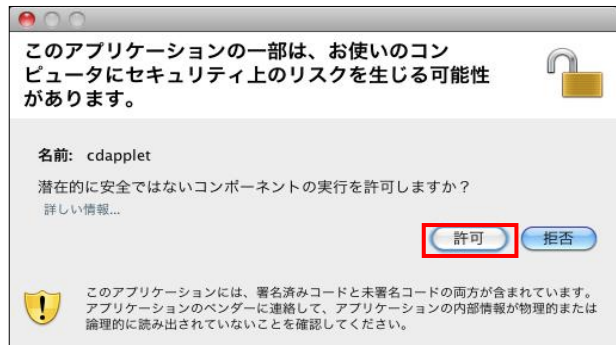 このアプリケーションの一部は、お使いのコン
ピュータにセキュリティ上のリスクを生じる可能性
があります。
名前: cdapplet
潜在的に安全ではないコンポーネントの実行を許可しますか？
詳しい情報...
許可 拒否
このアプリケーションには、署名済みコードと未署名コードの両方が含まれています。
アプリケーションのベンダーに連絡して、アプリケーションの内部情報が物理的または
論理的に読み出されていないことを確認してください。